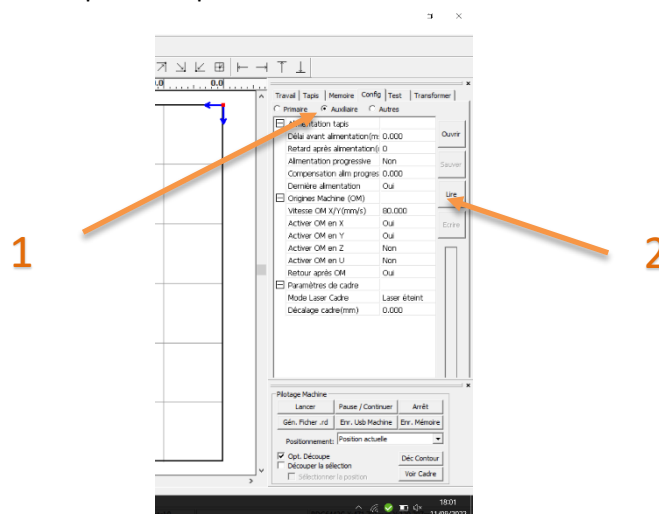 0.0
Travail Tapis Memoire Config Test Transformer
Primaire Auxiliaire Autres
Alimentation tapis
Délai avant alimentation(m: 0.000
Ouvrir
Retard après alimentation(i 0
Alimentation progressive Non
Sauver
Compensation alim progres 0.000
Dernière alimentation Oui
Origines Machine (OM)
Lire
Vitesse OM X/Y(mm/s) 80.000
Activer OM en X Oui
Ecrire
Activer OM en Y Oui
1
2
Activer OM en Z Non
Activer OM en U Non
Retour après OM Oui
Paramètres de cadre
Mode Laser Cadre Laser éteint
Décalage cadre(mm) 0.000
Pilotage Machine
Lancer Pause / Continuer Arrêt
Gén. Ficher .rd Enr. Usb Machine Enr. Mémoire
Positionnement: Position actuelle
Opt. Découpe
Déc Contour
Découper la sélection
Sélectionner la position
Voir Cadre
18:01